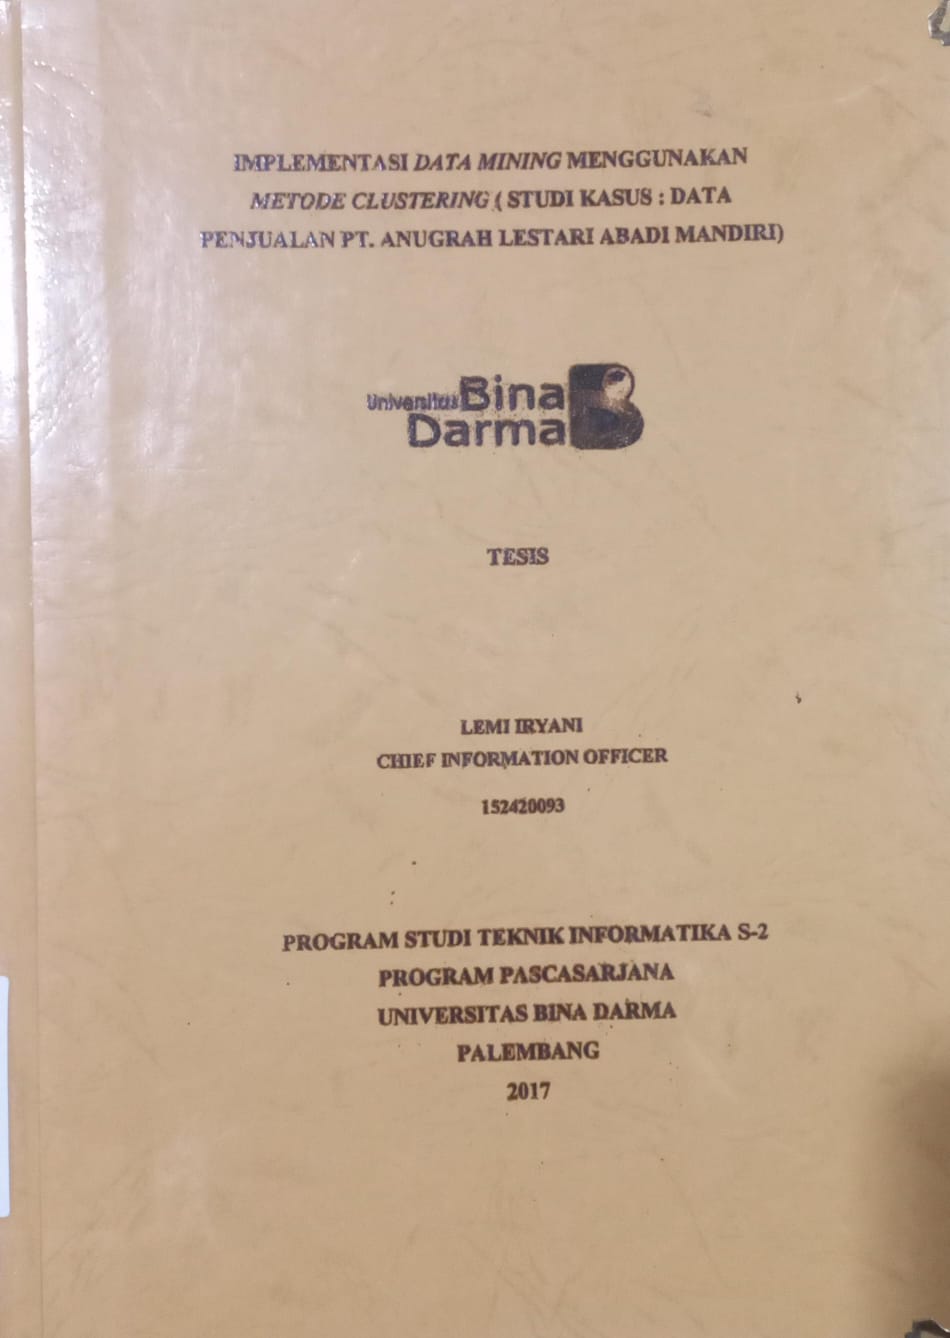 IMPLEMENTASI DATA MINING MENGGUNAKAN
METODE CLUSTERING ( STUDI KASUS : DATA
PENJUALAN PT. ANUGRAH LESTARI ABADI MANDIRI)
Universitas Bina
Darma
TESIS
LEMI IRYANI
CHIEF INFORMATION OFFICER
152420093
PROGRAM STUDI TEKNIK INFORMATIKA S-2
PROGRAM PASCASARJANA
UNIVERSITAS BINA DARMA
PALEMBANG
2017